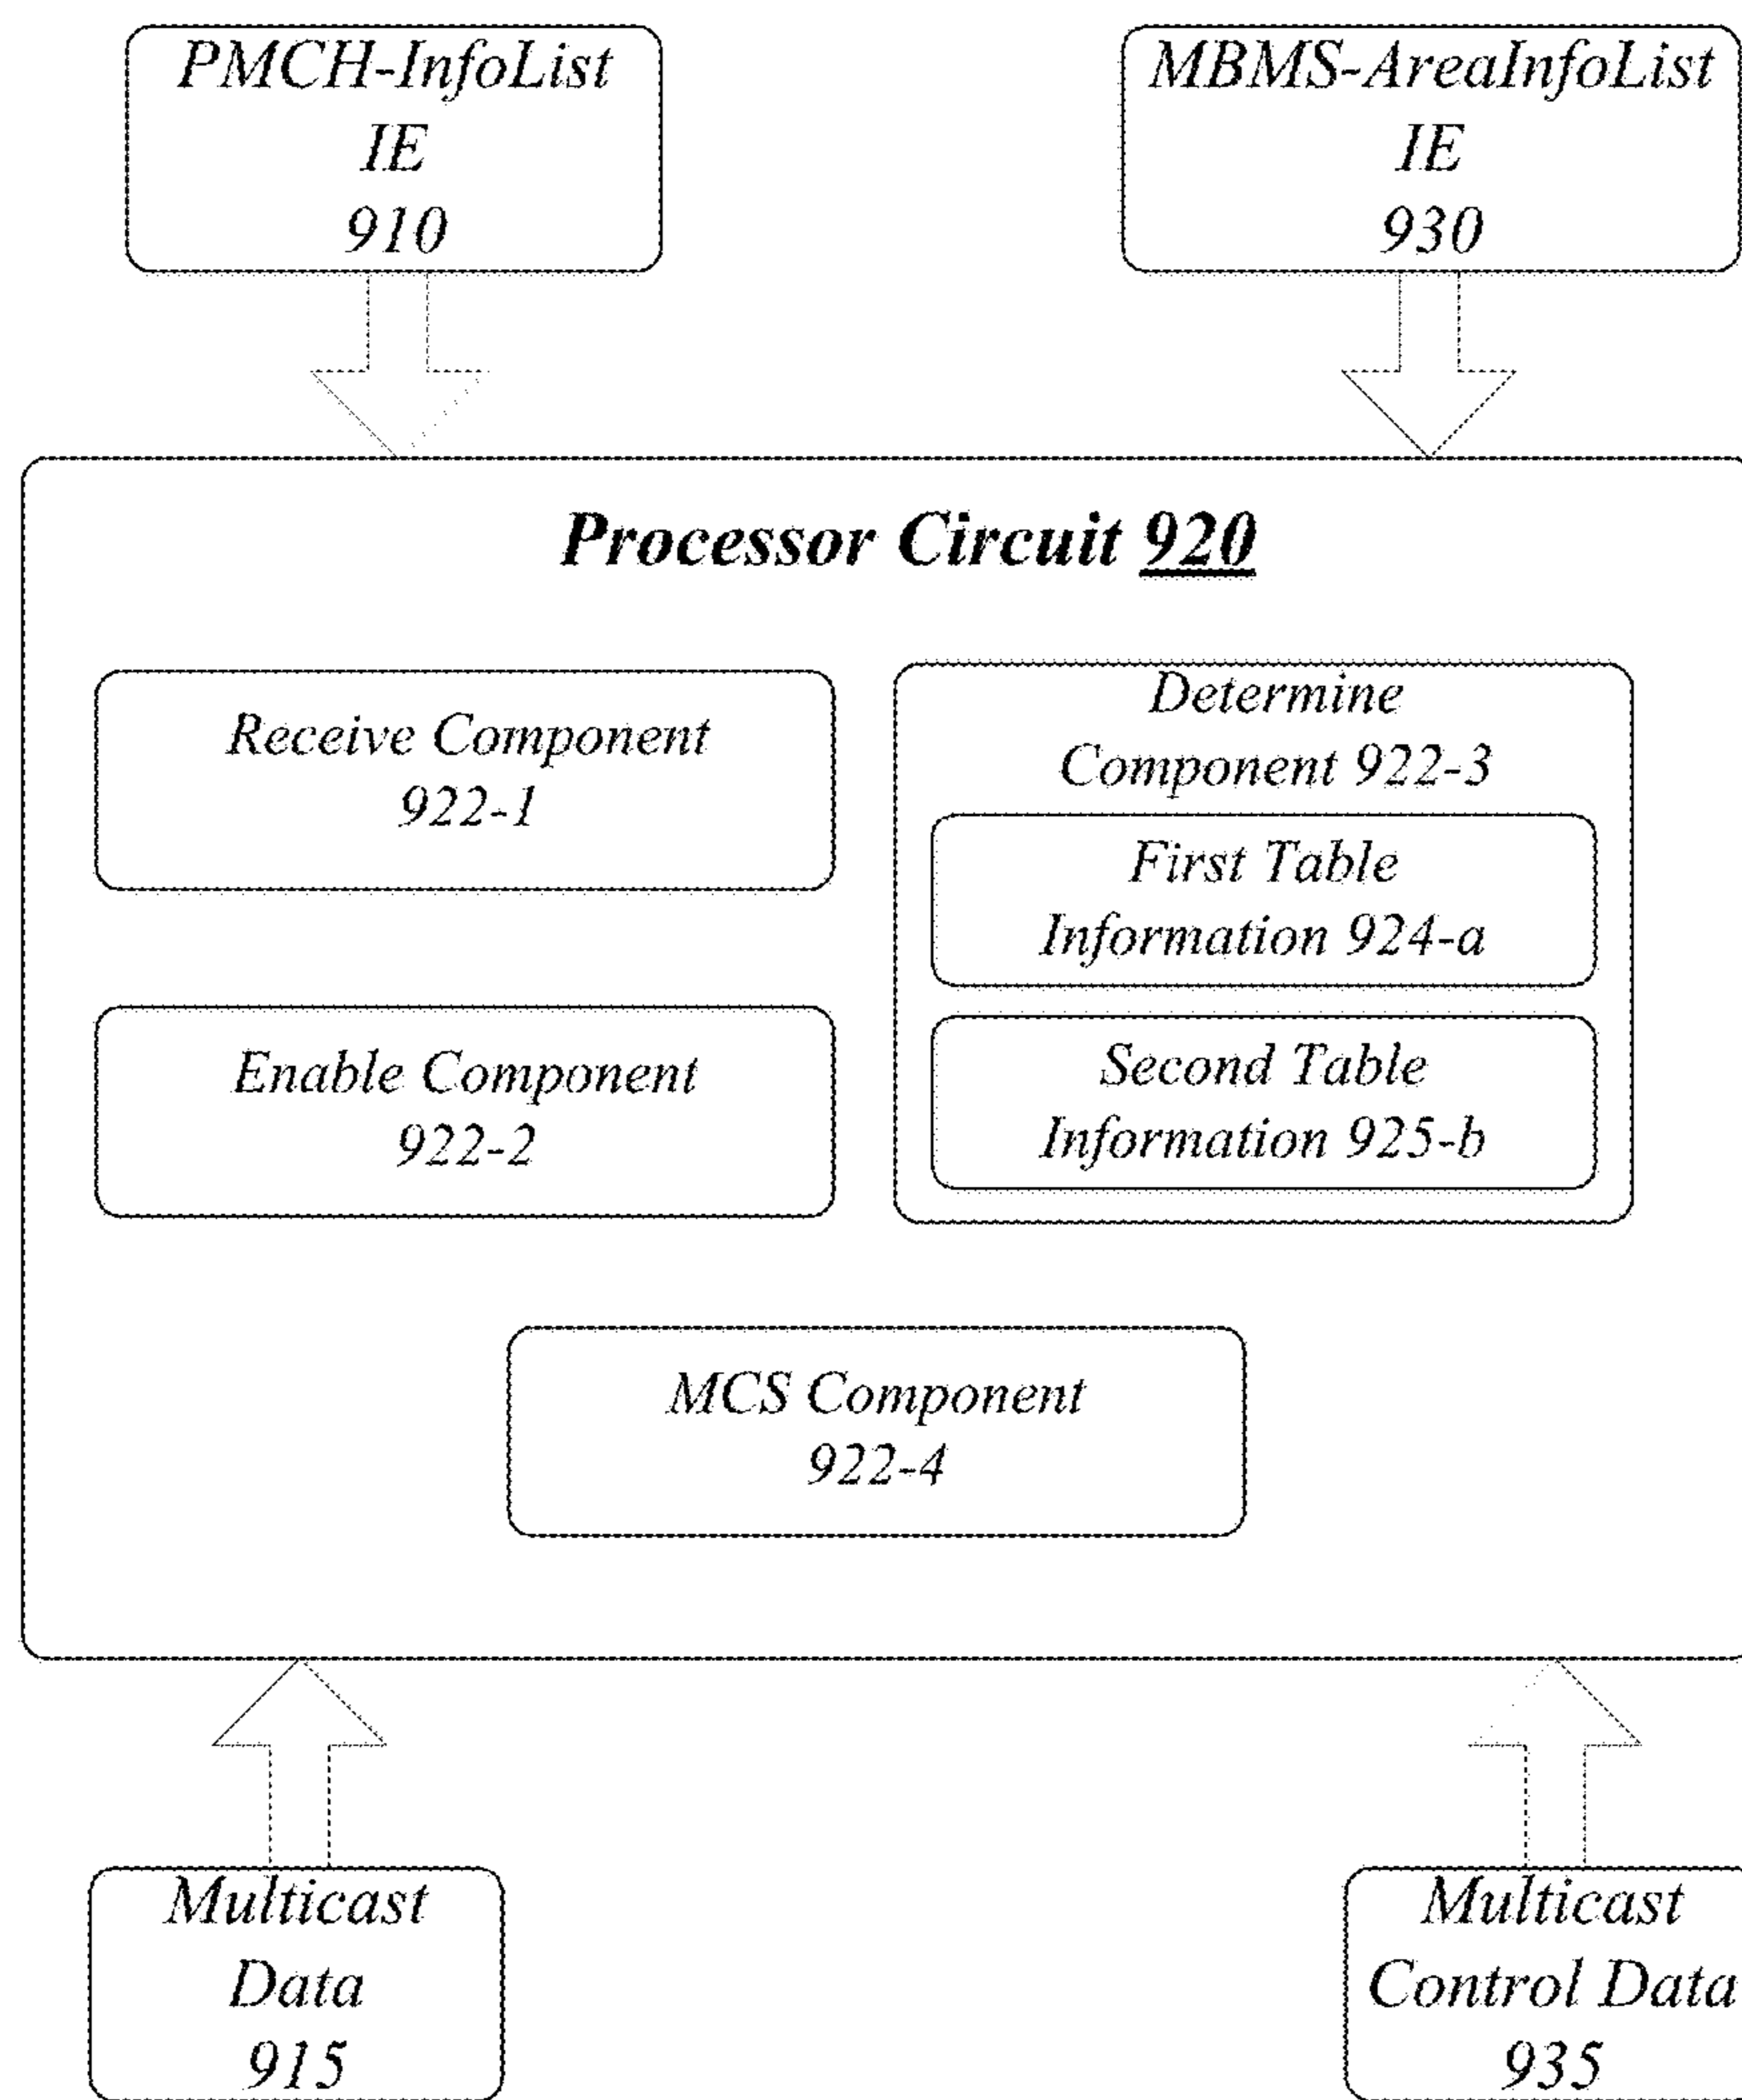 PMCH-InfoList
IE
910
MBMS-AreaInfoList
IE
930
Processor Circuit 920
Receive Component
922-1
Enable Component
922-2
Determine
Component 922-3
First Table
Information 924-a
Second Table
Information 925-b
MCS Component
922-4
Multicast
Data
915
Multicast
Control Data
935